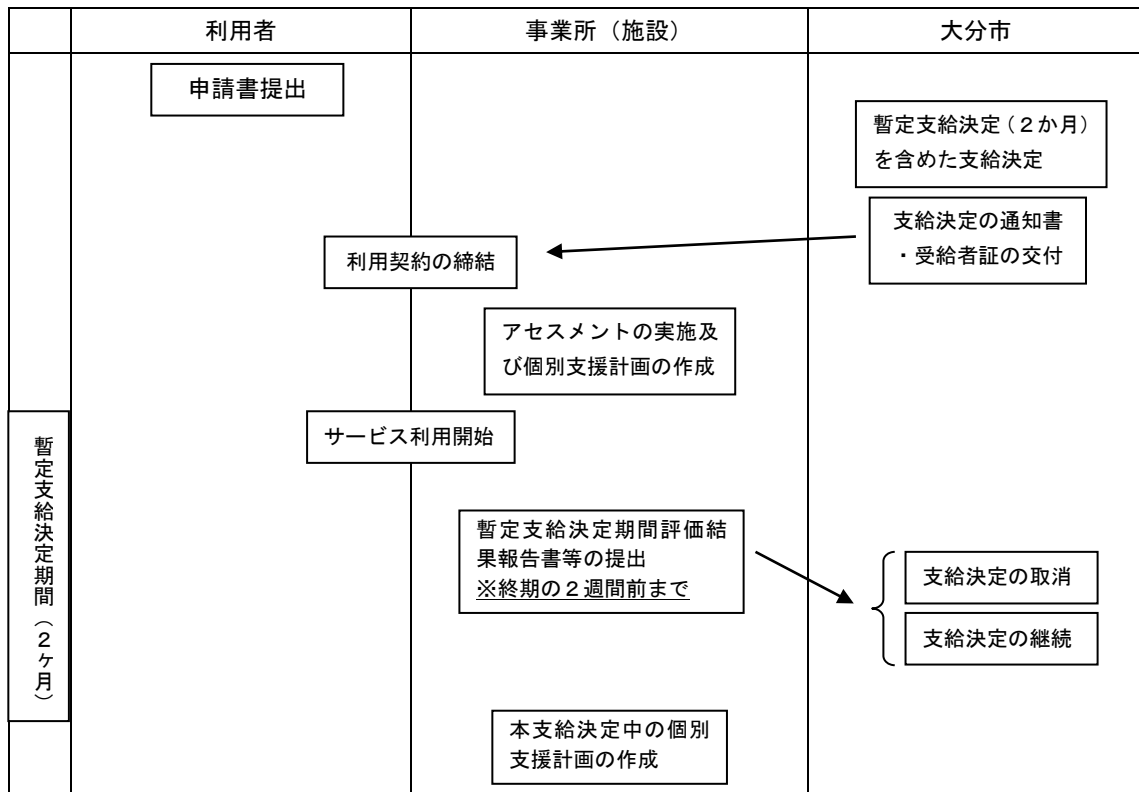 利用者
事業所（施設）
大分市
申請書提出
暫定支給決定（２か月）
を含めた支給決定
支給決定の通知書
・受給者証の交付
利用契約の締結
アセスメントの実施及
び個別支援計画の作成
サービス利用開始
暫定支給決定期間（２ヶ月）
暫定支給決定期間評価結
果報告書等の提出
※終期の２週間前まで
支給決定の取消
支給決定の継続
本支給決定中の個別
支援計画の作成